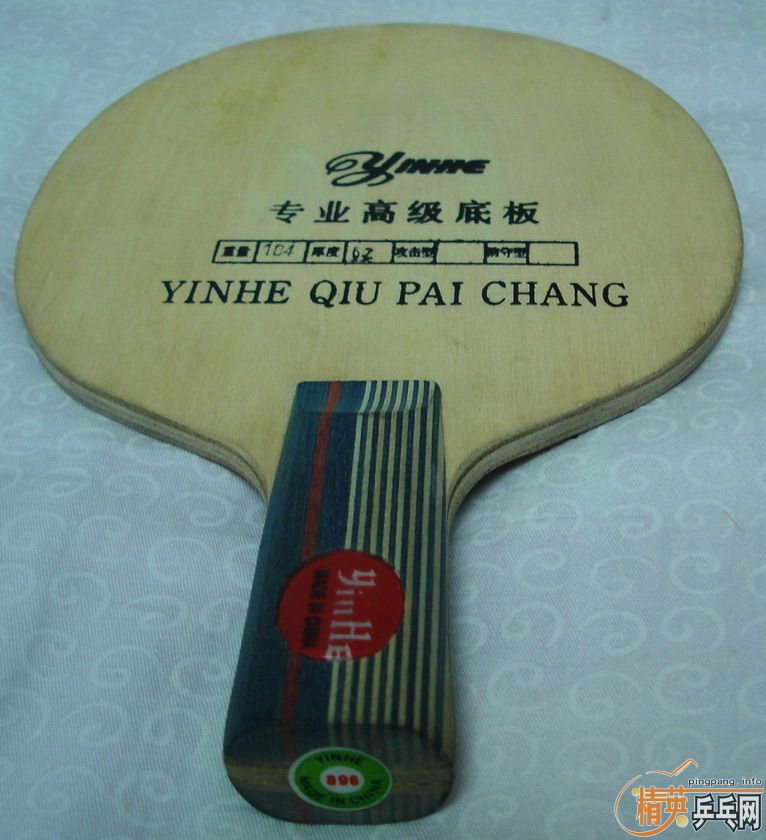 YINHE
专业高级底板
重量 104 厚度 攻击型 防守型
YINHE QIU PAI CHANG
YinHe
MADE IN CHINA
YINHE
898
MADE IN CHINA
pingpang.info
精英乒乓网